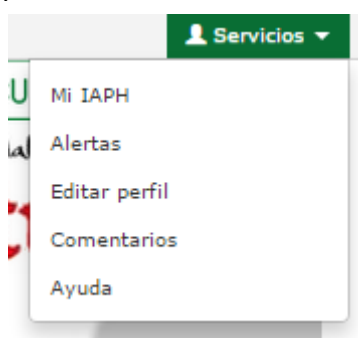 Servicios
Mi IAPH
Alertas
Editar perfil
Comentarios
Ayuda